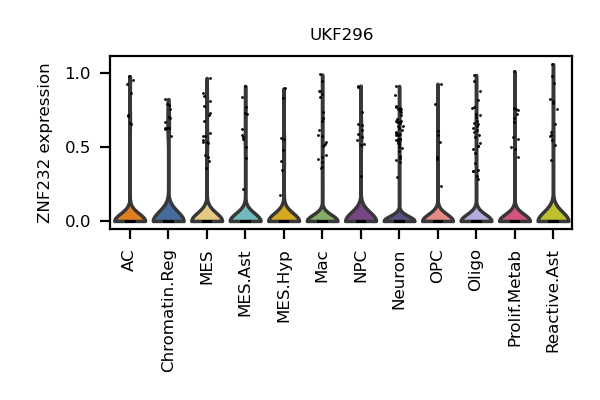 UKF296
ZNF232 expression
1.0
0.5
0.0
AC
Chromatin.Reg
MES
MES.Ast
MES.Hyp
Mac
NPC
Neuron
OPC
Oligo
Prolif.Metab
Reactive.Ast